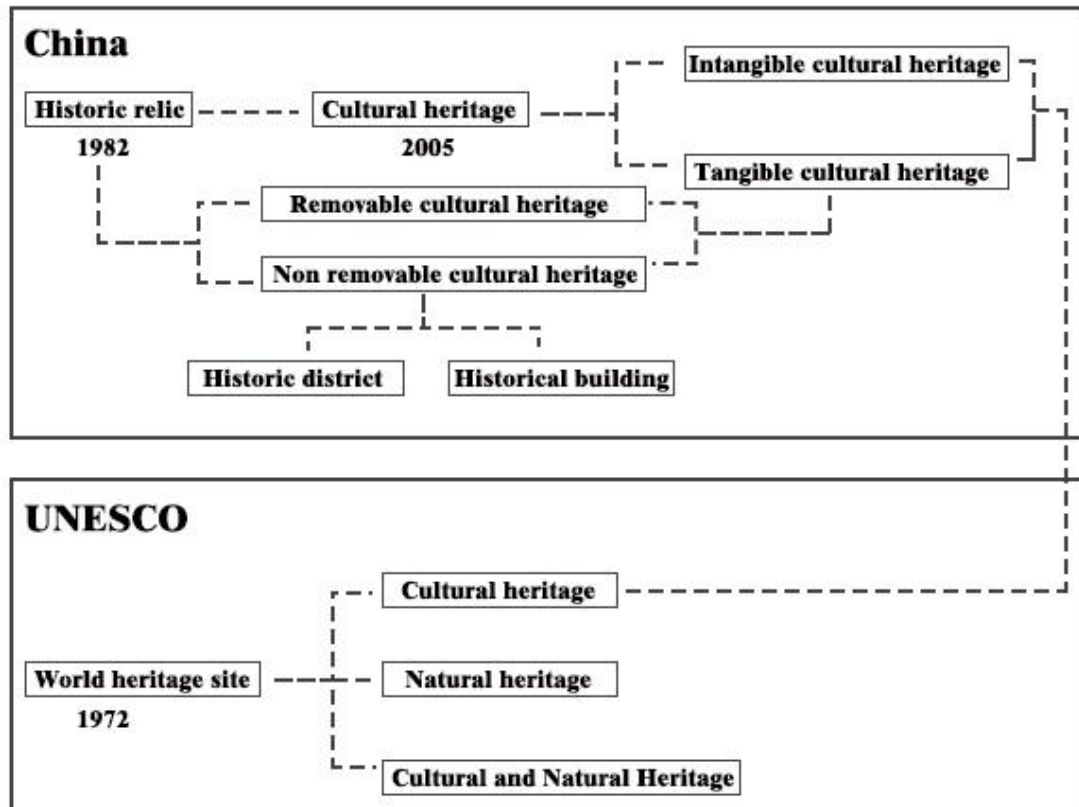 China
Intangible cultural heritage
Historic relic
Cultural heritage
1982
2005
Tangible cultural heritage
Removable cultural heritage
Non removable cultural heritage
Historic district
Historical building
UNESCO
Cultural heritage
World heritage site
Natural heritage
1972
Cultural and Natural Heritage